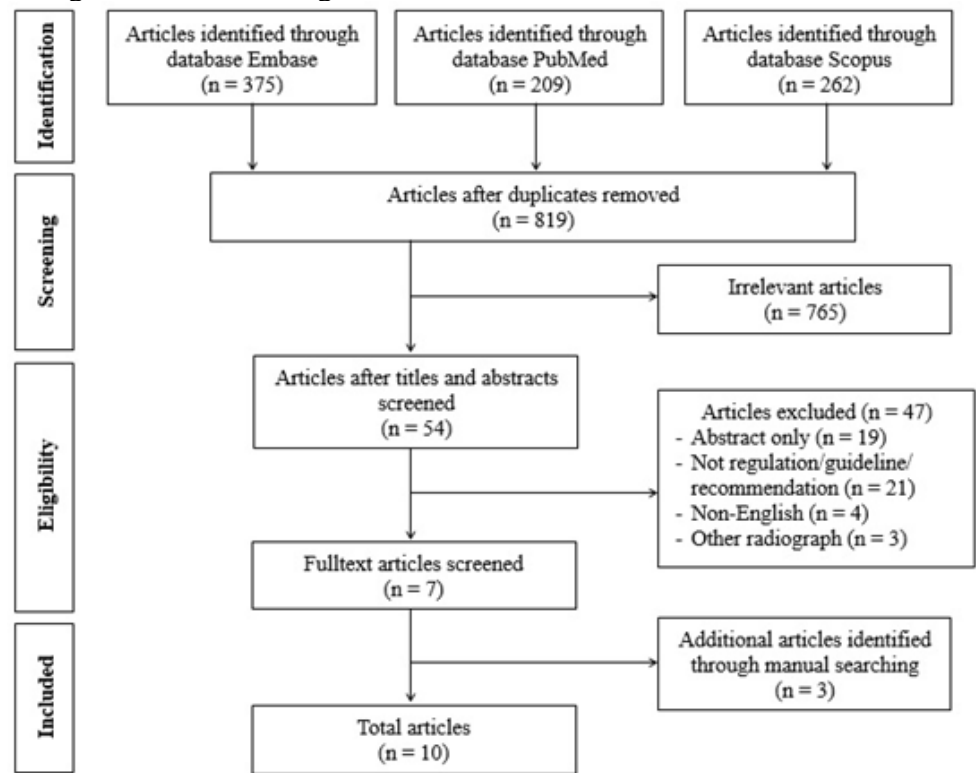 Identification
Articles identified through
database Embase
(n = 375)
Articles identified through
database PubMed
(n = 209)
Articles identified through
database Scopus
(n = 262)
Screening
Articles after duplicates removed
(n = 819)
Irrelevant articles
(n = 765)
Eligibility
Articles after titles and abstracts
screened
(n = 54)
Articles excluded (n = 47)
- Abstract only (n = 19)
- Not regulation/guideline/
recommendation (n = 21)
- Non-English (n = 4)
- Other radiograph (n = 3)
Fulltext articles screened
(n = 7)
Included
Additional articles identified
through manual searching
(n = 3)
Total articles
(n = 10)